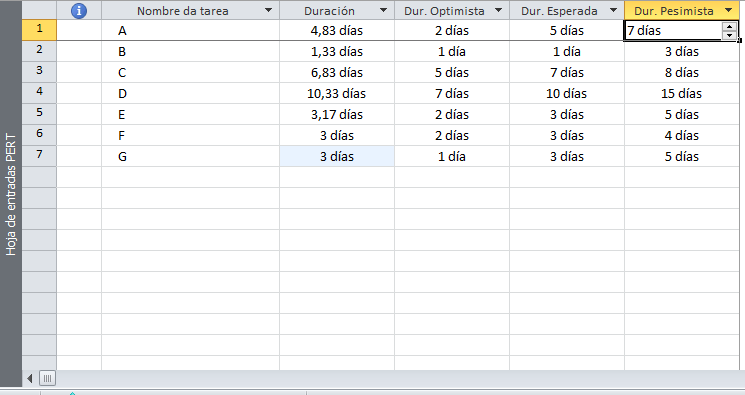 Nombre da tarea Duración Dur. Optimista Dur. Esperada Dur. Pesimista
1 A 4,83 días 2 días 5 días 7 días
2 B 1,33 días 1 día 1 día 3 días
3 C 6,83 días 5 días 7 días 8 días
4 D 10,33 días 7 días 10 días 15 días
5 E 3,17 días 2 días 3 días 5 días
6 F 3 días 2 días 3 días 4 días
7 G 3 días 1 día 3 días 5 días
Hoja de entradas PERT